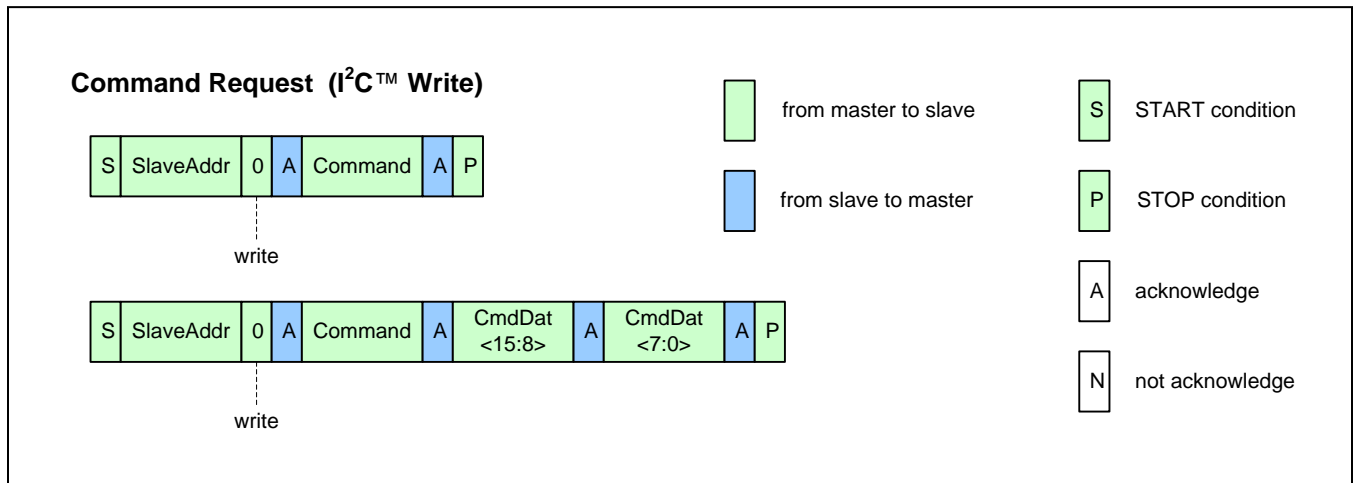 Command Request (I²C™ Write)
from master to slave
S START condition
S SlaveAddr 0 A Command A P
from slave to master
P STOP condition
write
A acknowledge
S SlaveAddr 0 A Command A CmdDat <15:8> A CmdDat <7:0> A P
N not acknowledge
write